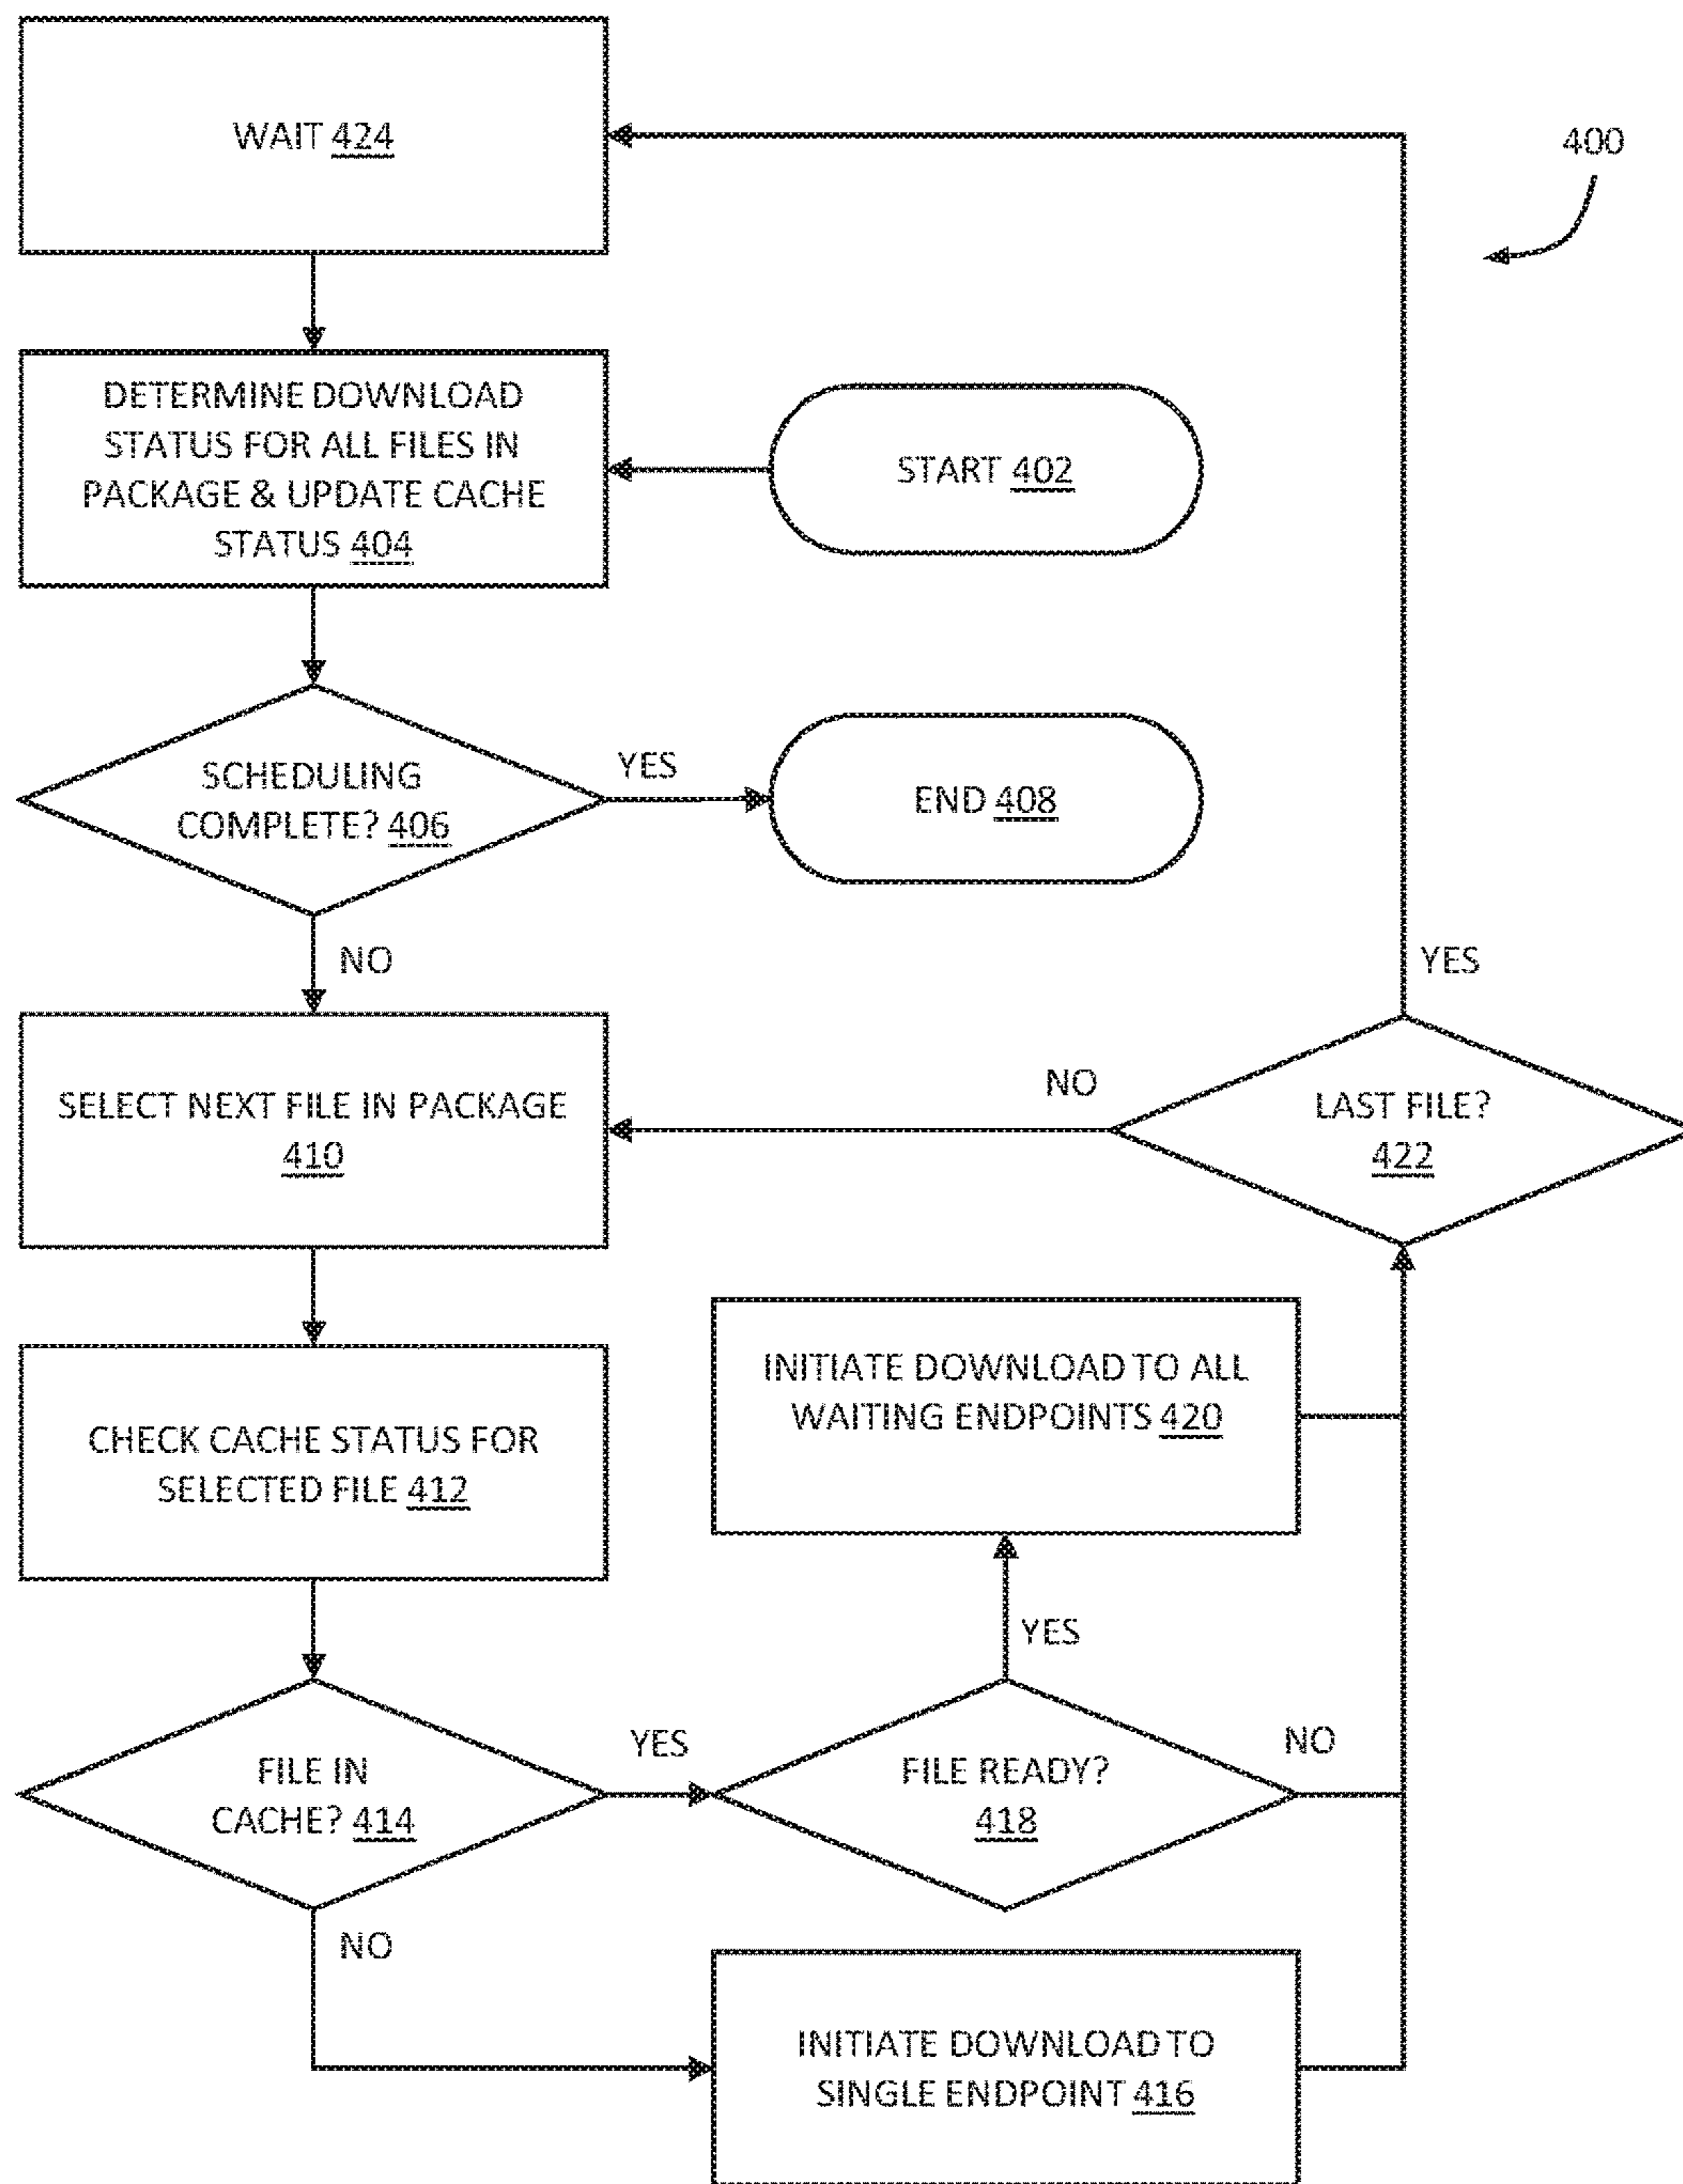 WAIT 424
400
DETERMINE DOWNLOAD
STATUS FOR ALL FILES IN
PACKAGE & UPDATE CACHE
STATUS 404
START 402
SCHEDULING
COMPLETE? 406
YES
END 408
NO
YES
SELECT NEXT FILE IN PACKAGE
410
NO
LAST FILE?
422
INITIATE DOWNLOAD TO ALL
WAITING ENDPOINTS 420
CHECK CACHE STATUS FOR
SELECTED FILE 412
YES
FILE IN
CACHE? 414
YES
FILE READY?
418
NO
NO
INITIATE DOWNLOAD TO
SINGLE ENDPOINT 416